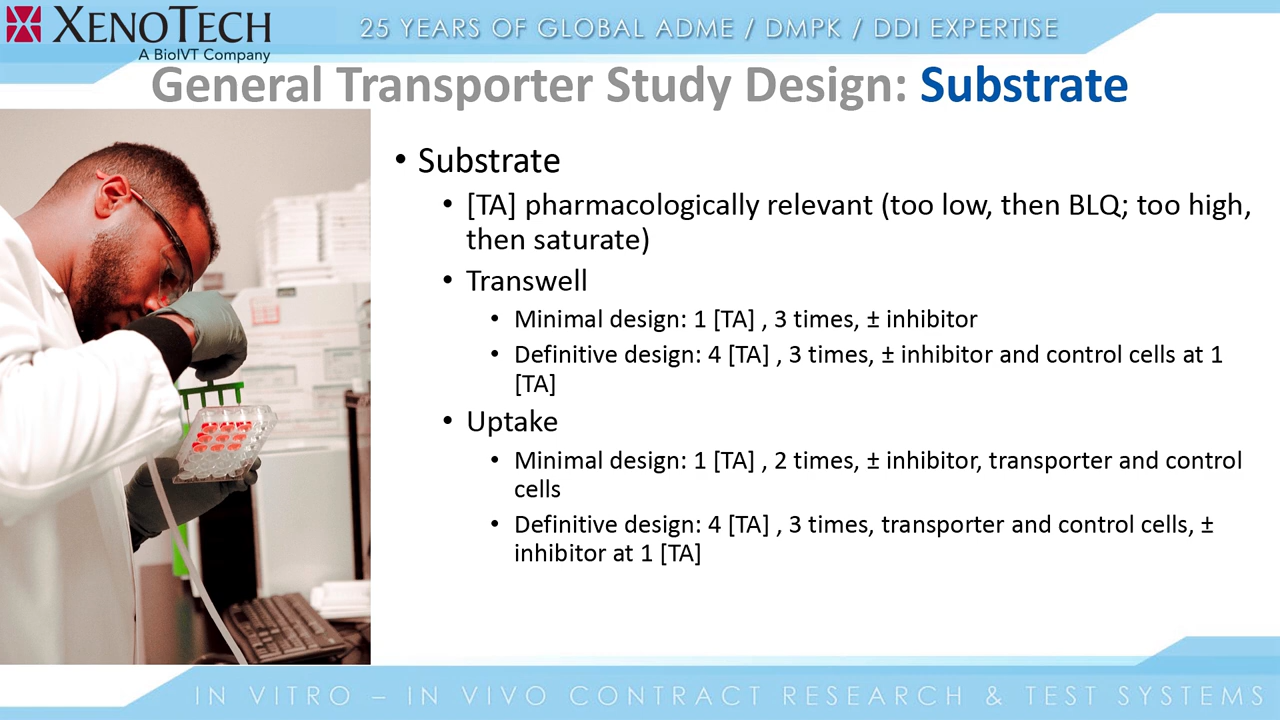 XENOTECH
A BioIVT Company
25 YEARS OF GLOBAL ADME / DMPK / DDI EXPERTISE
General Transporter Study Design: Substrate
• Substrate
• [TA] pharmacologically relevant (too low, then BLQ; too high,
then saturate)
• Transwell
• Minimal design: 1 [TA] , 3 times, ± inhibitor
• Definitive design: 4 [TA] , 3 times, ± inhibitor and control cells at 1
[TA]
• Uptake
• Minimal design: 1 [TA] , 2 times, ± inhibitor, transporter and control
cells
• Definitive design: 4 [TA] , 3 times, transporter and control cells, ±
inhibitor at 1 [TA]
IN VITRO – IN VIVO CONTRACT RESEARCH & TEST SYSTEMS